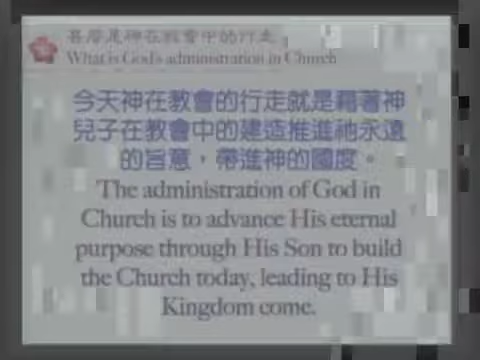 甚麼是神在教會中的行走
What is God's administration in Church
今天神在教會的行走就是藉著神
兒子在教會中的建造推進祂永遠
的旨意，帶進神的國度。
The administration of God in
Church is to advance His eternal
purpose through His Son to build
the Church today, leading to His
Kingdom come.